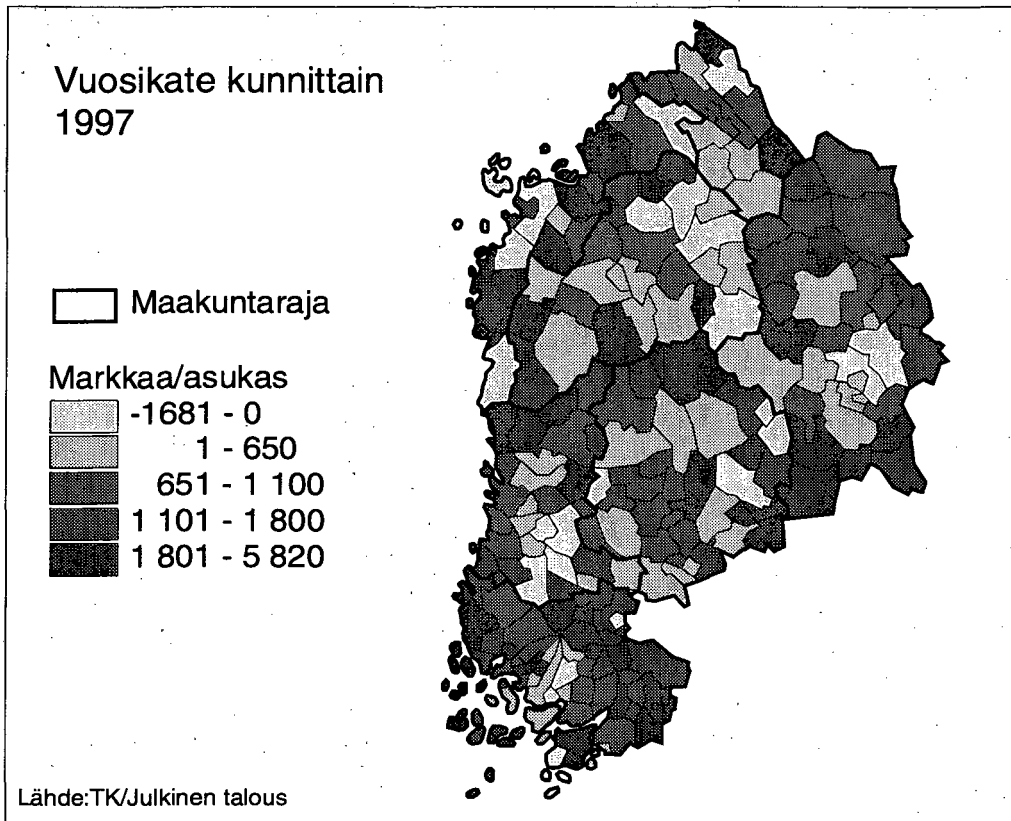 Vuosikate kunnittain
1997
Maakuntaraja
Markkaa/asukas
-1681 - 0
1 - 650
651 - 1 100
1 101 - 1 800
1 801 - 5 820
Lähde:TK/Julkinen talous